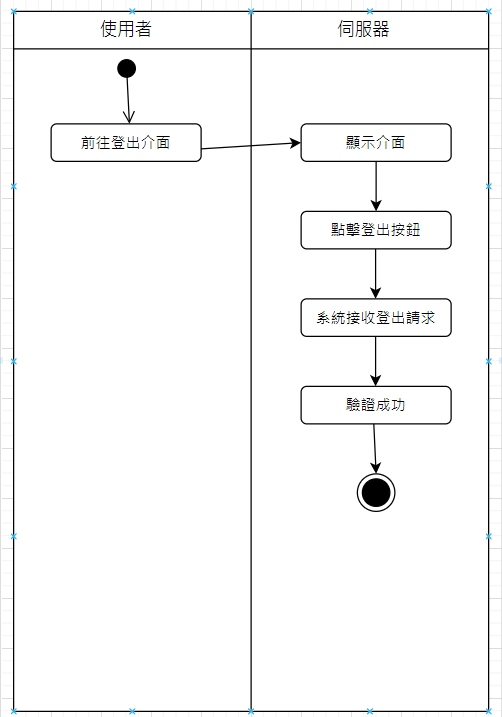 使用者
伺服器
前往登出介面
顯示介面
點擊登出按鈕
系統接收登出請求
驗證成功